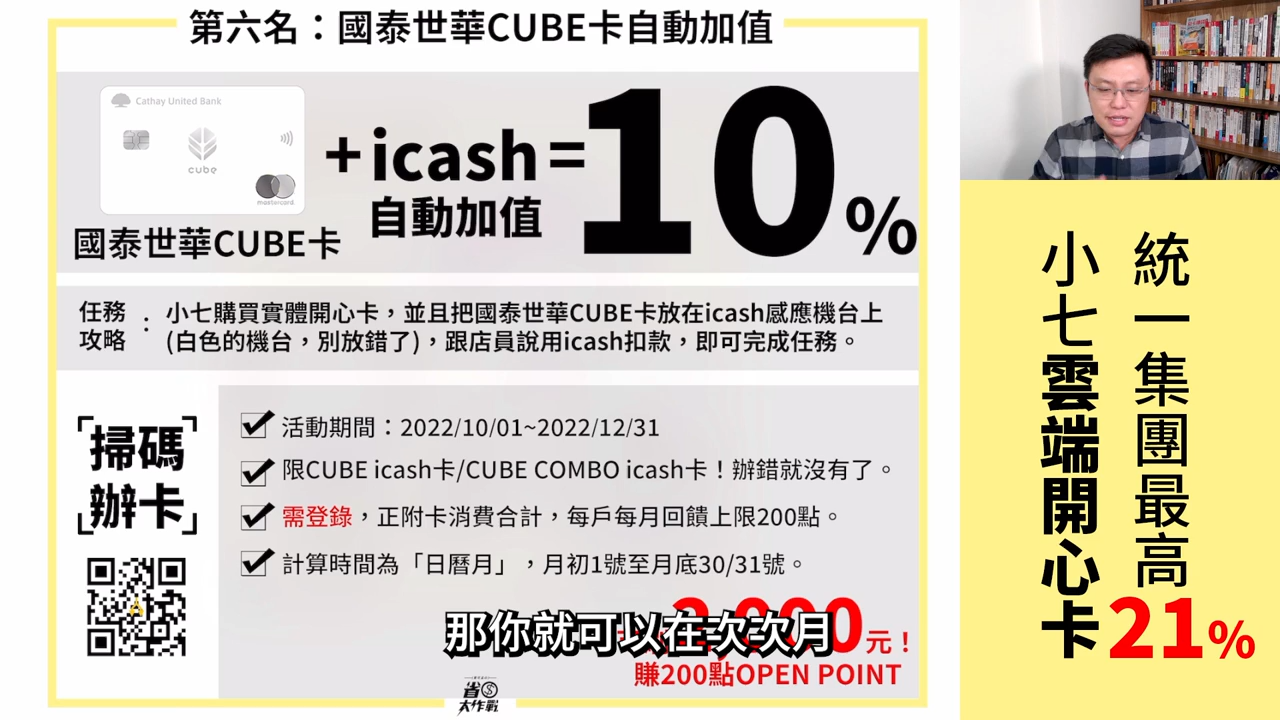 第六名：國泰世華CUBE卡自動加值
Cathay United Bank
cube
mastercard
國泰世華CUBE卡
+icash=10%
自動加值
任務攻略：
小七購買實體開心卡，並且把國泰世華CUBE卡放在icash感應機台上
(白色的機台，別放錯了)，跟店員說用icash扣款，即可完成任務。
掃碼
辦卡
活動期間：2022/10/01~2022/12/31
限CUBE icash卡/CUBE COMBO icash卡！辦錯就沒有了。
需登錄，正附卡消費合計，每戶每月回饋上限200點。
計算時間為「日曆月」，月初1號至月底30/31號。
元！
賺200點OPEN POINT
那你就可以在次次月
省大作戰
統一集團最高21%
小七雲端開心卡